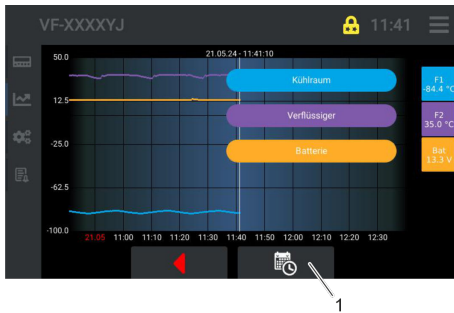 VF-XXXXYJ
11:41
21.05.24 - 11:41:10
50.0
12.5
-25.0
-62.5
-100.0
Kühlraum
Verflüssiger
Batterie
F1
-84.4 °C
F2
35.0 °C
Bat
13.3 V
21.05 11:00 11:10 11:20 11:30 11:40 11:50 12:00 12:10 12:20 12:30
1